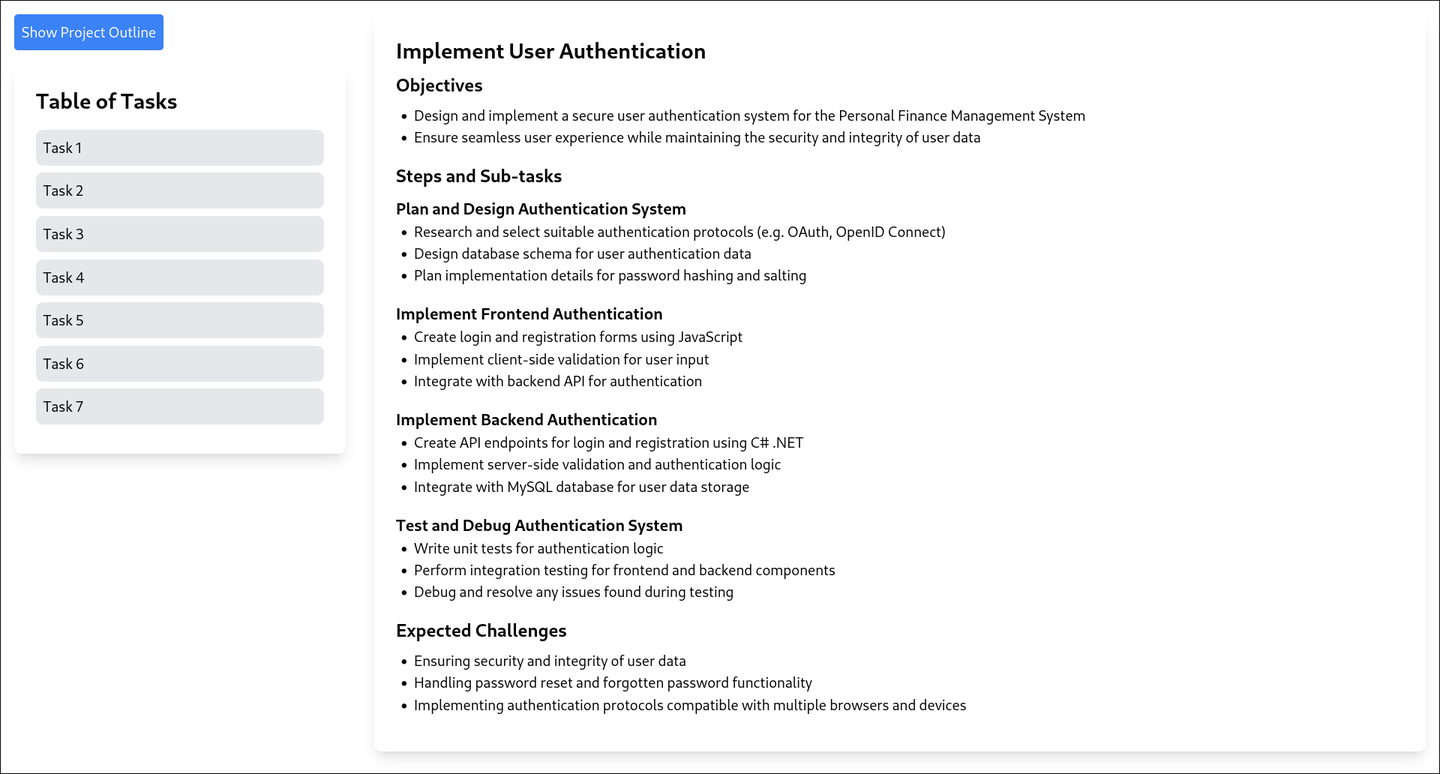 Show Project Outline
Table of Tasks
Task 1
Task 2
Task 3
Task 4
Task 5
Task 6
Task 7
Implement User Authentication
Objectives
• Design and implement a secure user authentication system for the Personal Finance Management System
• Ensure seamless user experience while maintaining the security and integrity of user data
Steps and Sub-tasks
Plan and Design Authentication System
• Research and select suitable authentication protocols (e.g. OAuth, OpenID Connect)
• Design database schema for user authentication data
• Plan implementation details for password hashing and salting
Implement Frontend Authentication
• Create login and registration forms using JavaScript
• Implement client-side validation for user input
• Integrate with backend API for authentication
Implement Backend Authentication
• Create API endpoints for login and registration using C# .NET
• Implement server-side validation and authentication logic
• Integrate with MySQL database for user data storage
Test and Debug Authentication System
• Write unit tests for authentication logic
• Perform integration testing for frontend and backend components
• Debug and resolve any issues found during testing
Expected Challenges
• Ensuring security and integrity of user data
• Handling password reset and forgotten password functionality
• Implementing authentication protocols compatible with multiple browsers and devices